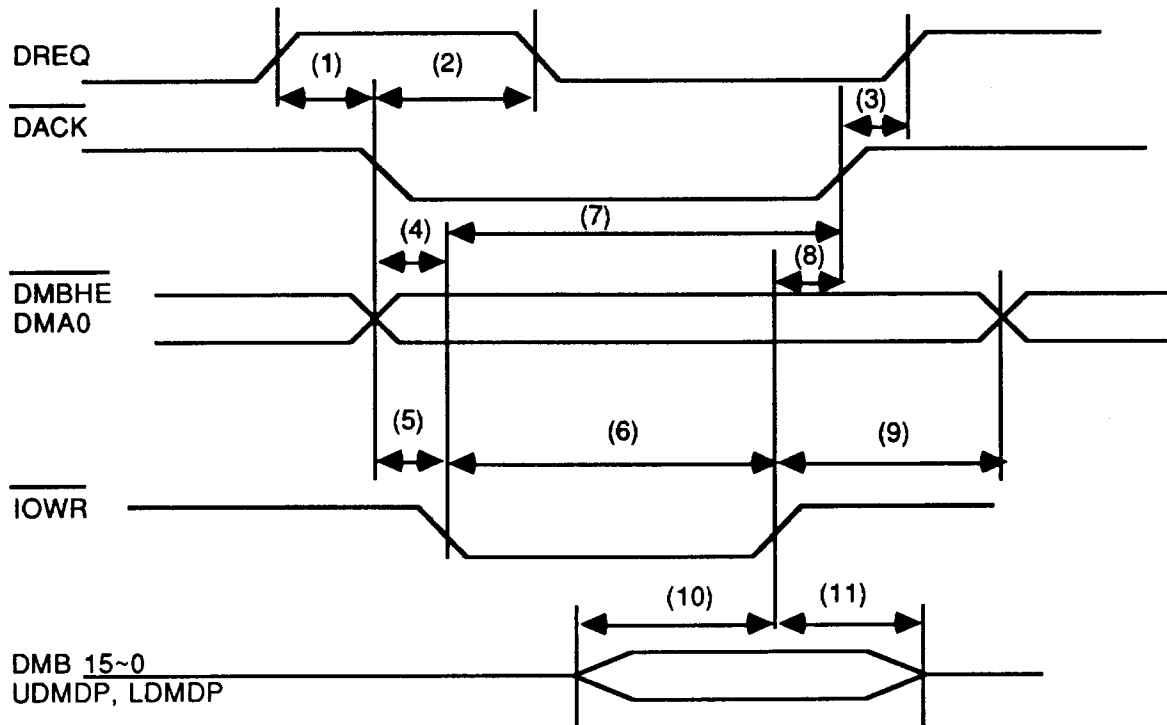 DREQ
(1)
(2)
(3)
DACK
(4)
(7)
(8)
DMBHE
DMA0
(5)
(6)
(9)
IOWR
(10)
(11)
DMB 15~0
UDMDP, LDMDP